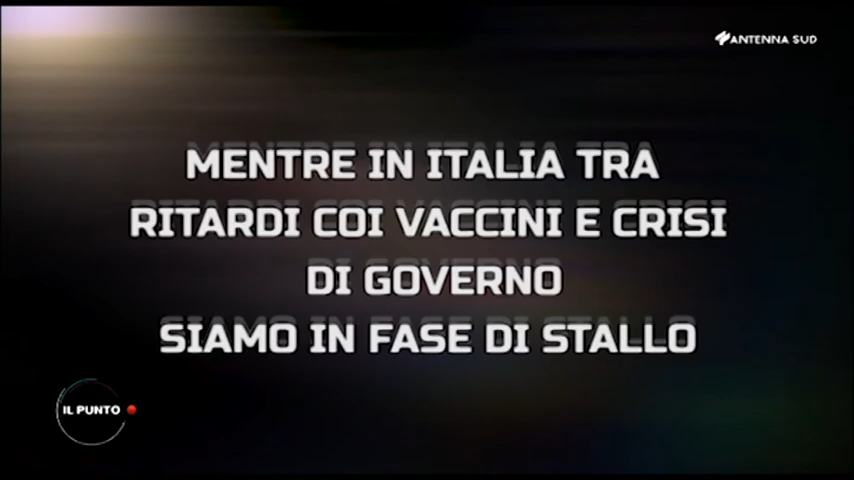 ANTENNA SUD
MENTRE IN ITALIA TRA
RITARDI COI VACCINI E CRISI
DI GOVERNO
SIAMO IN FASE DI STALLO
IL PUNTO